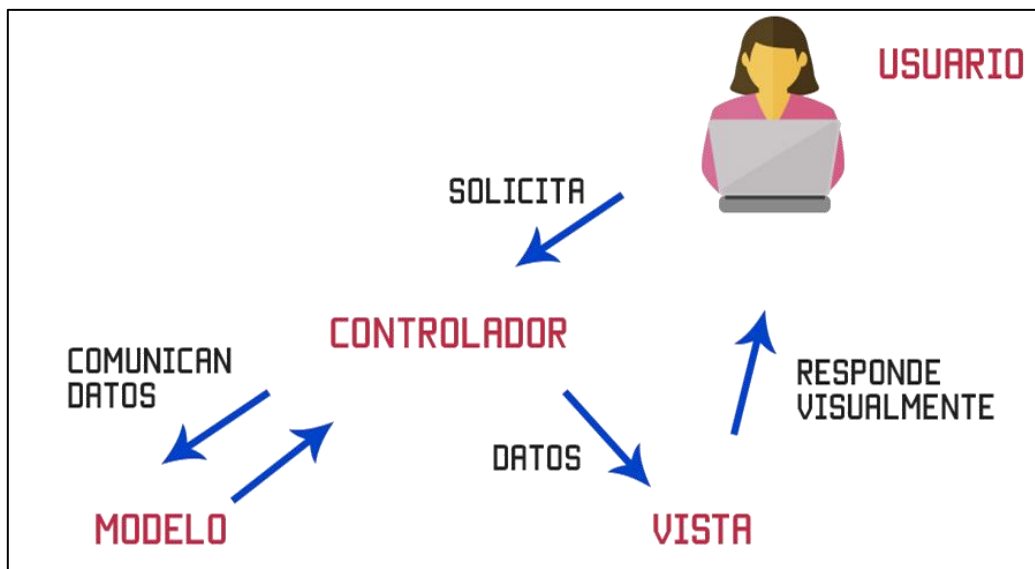 USUARIO
SOLICITA
CONTROLADOR
COMUNICAN
DATOS
RESPONDE
VISUALMENTE
DATOS
MODELO
VISTA